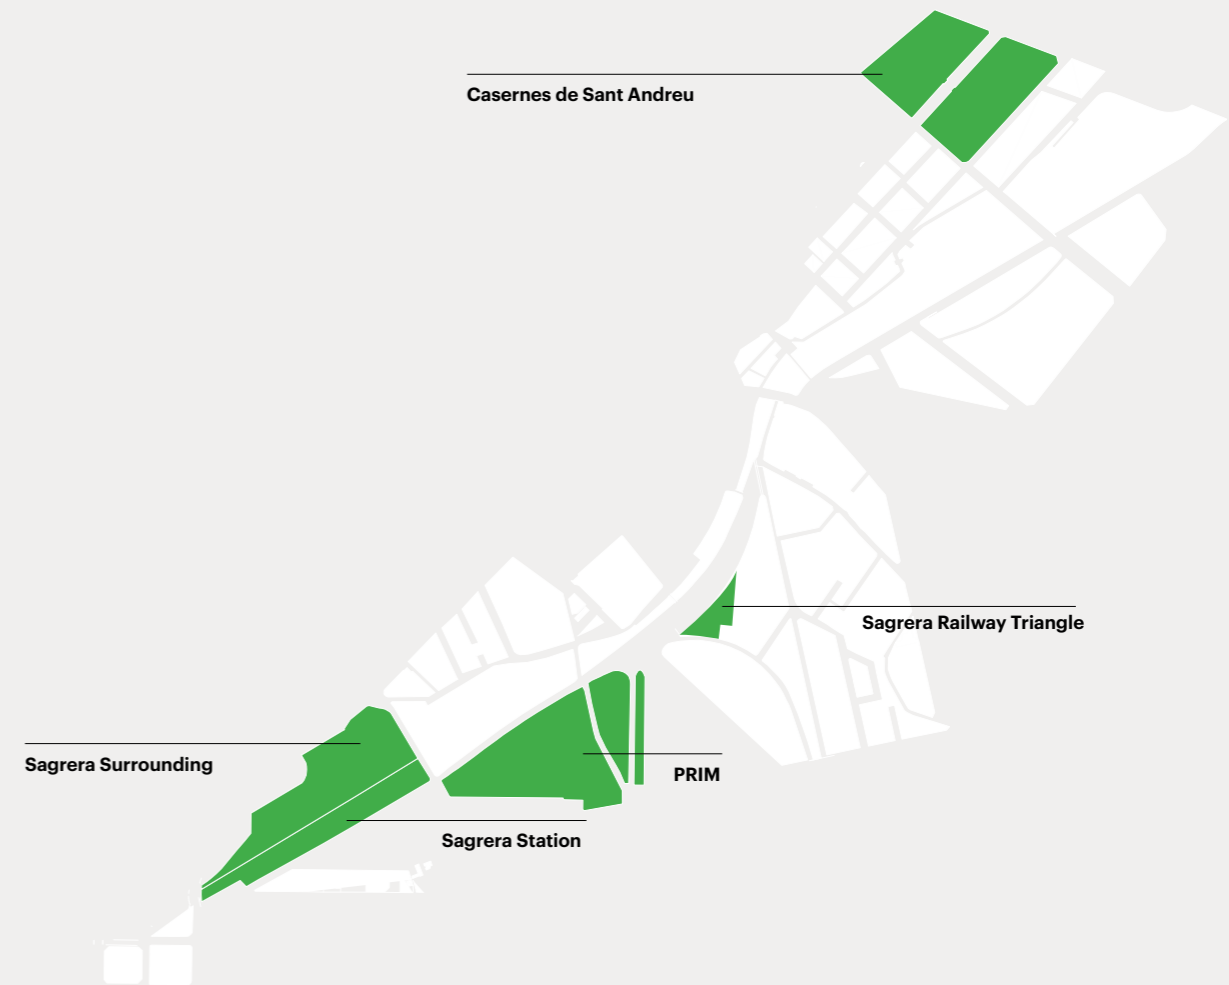 Casernes de Sant Andreu
Sagrera Railway Triangle
Sagrera Surrounding
PRIM
Sagrera Station